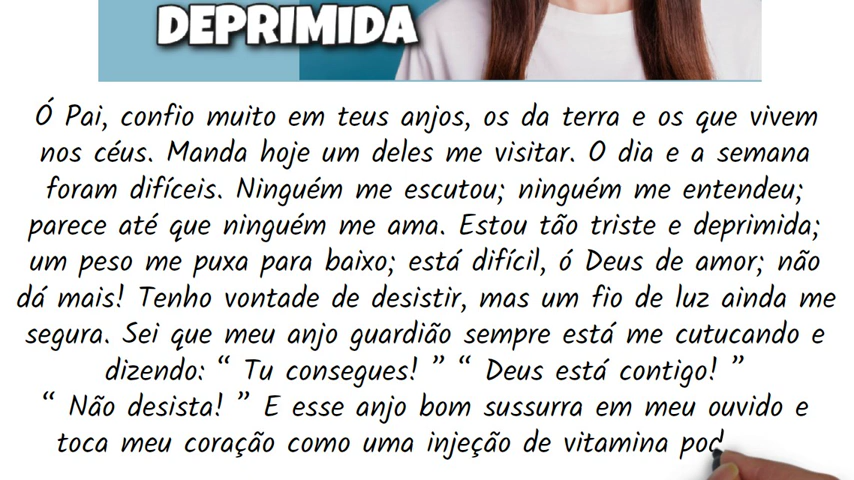 DEPRIMIDA
Ó Pai, confio muito em teus anjos, os da terra e os que vivem
nos céus. Manda hoje um deles me visitar. O dia e a semana
foram difíceis. Ninguém me escutou; ninguém me entendeu;
parece até que ninguém me ama. Estou tão triste e deprimida;
um peso me puxa para baixo; está difícil, ó Deus de amor; não
dá mais! Tenho vontade de desistir, mas um fio de luz ainda me
segura. Sei que meu anjo guardião sempre está me cutucando e
dizendo: “ Tu consegues! ” “ Deus está contigo! ”
“ Não desista! ” E esse anjo bom sussurra em meu ouvido e
toca meu coração como uma injeção de vitamina pod